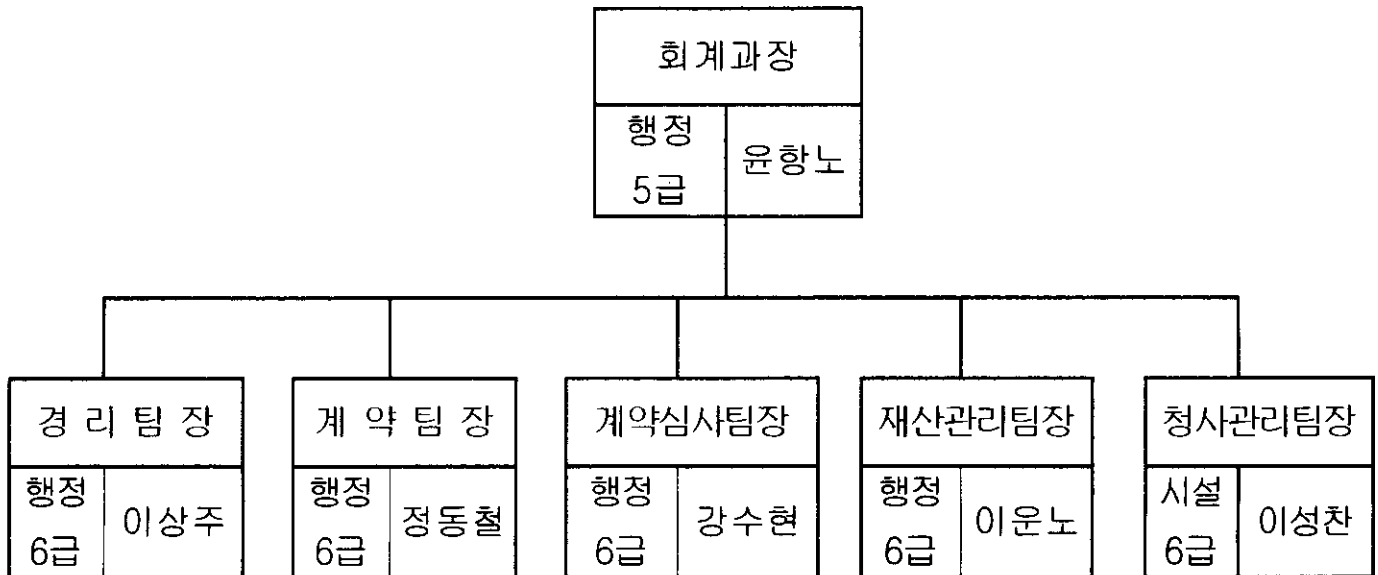 회계과장
행정
5급
윤항노
경 리 팀 장
행정
6급
이상주
계 약 팀 장
행정
6급
정동철
계약심사팀장
행정
6급
강수현
재산관리팀장
행정
6급
이운노
청사관리팀장
시설
6급
이성찬